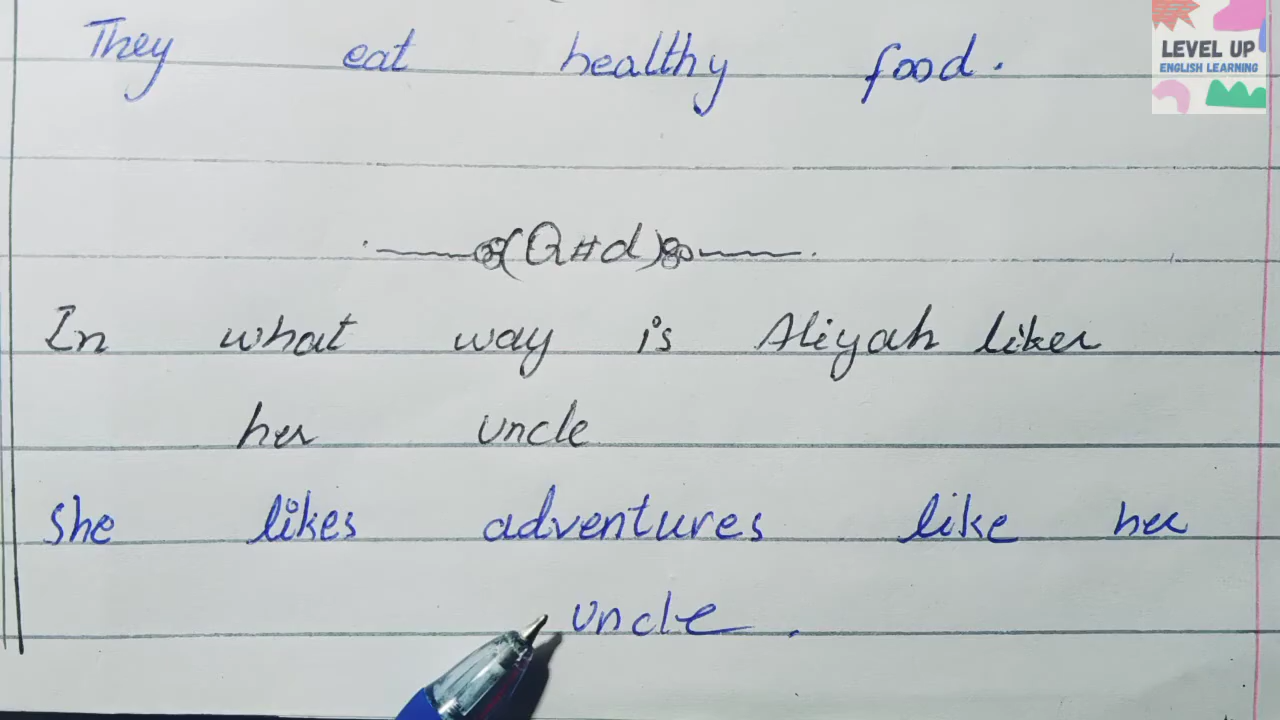 They eat healthy food.
LEVEL UP
ENGLISH LEARNING
(Q#d)
In what way is Aliyah liker
her uncle
She likes adventures like her
uncle.